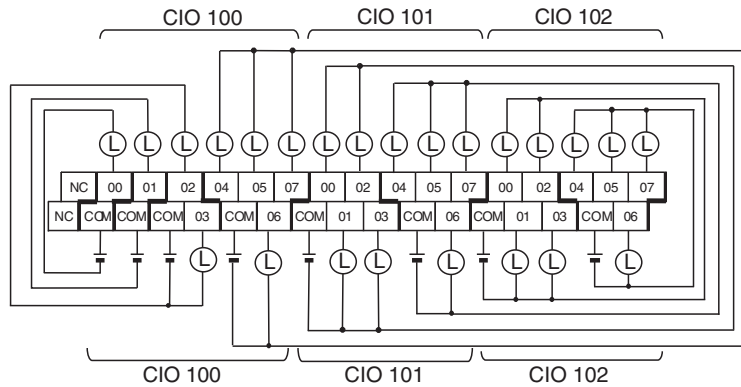 CIO 100 CIO 101 CIO 102
L L L L L L L L L L L L L L L L
NC 00 01 02 04 05 07 00 02 04 05 07 00 02 04 05 07
NC COM COM COM 03 COM 06 COM 01 03 COM 06 COM 01 03 COM 06
L L L L L L L L
CIO 100 CIO 101 CIO 102